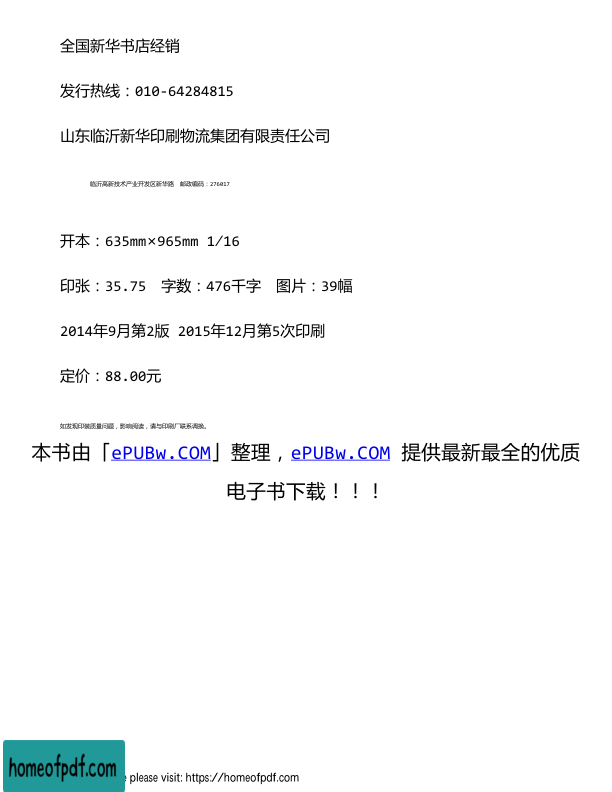 全国新华书店经销
发行热线：010-64284815
山东临沂新华印刷物流集团有限责任公司
临沂高新技术产业开发区新华路　邮政编码：276017
开本：635mm×965mm 1/16
印张：35.75　字数：476千字　图片：39幅
2014年9月第2版 2015年12月第5次印刷
定价：88.00元
如发现印装质量问题，影响阅读，请与印刷厂联系调换。
本书由「ePUBw.COM」整理，ePUBw.COM 提供最新最全的优质
电子书下载！！！
homeofpdf.com
please visit: https://homeofpdf.com